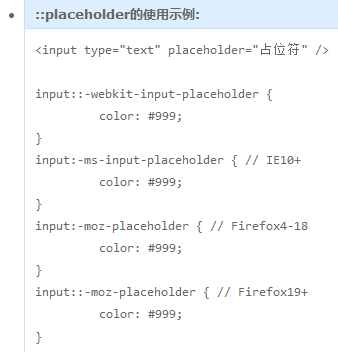 ::placeholder的使用示例:
<input type="text" placeholder="占位符" />
input::-webkit-input-placeholder {
color: #999;
}
input:-ms-input-placeholder { // IE10+
color: #999;
}
input:-moz-placeholder { // Firefox4-18
color: #999;
}
input::-moz-placeholder { // Firefox19+
color: #999;
}